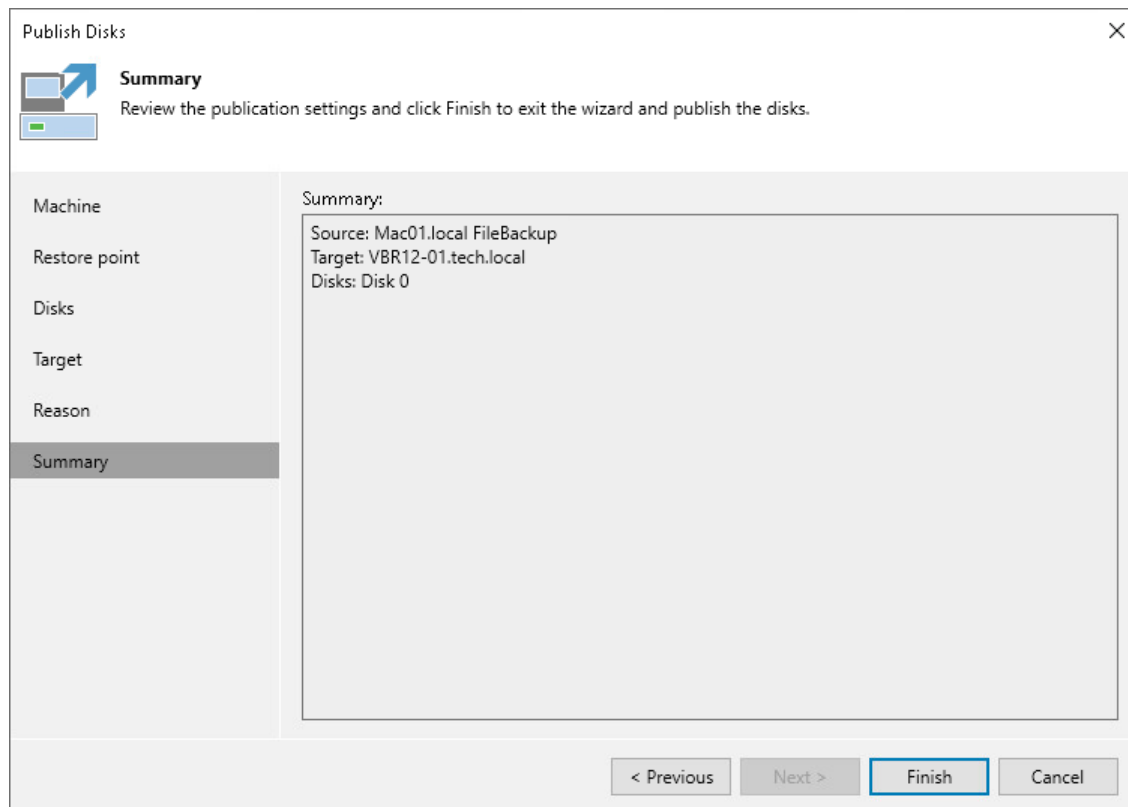 Publish Disks
Summary
Review the publication settings and click Finish to exit the wizard and publish the disks.
Machine
Restore point
Disks
Target
Reason
Summary
Summary:
Source: Mac01.local FileBackup
Target: VBR12-01.tech.local
Disks: Disk 0
< Previous
Next >
Finish
Cancel